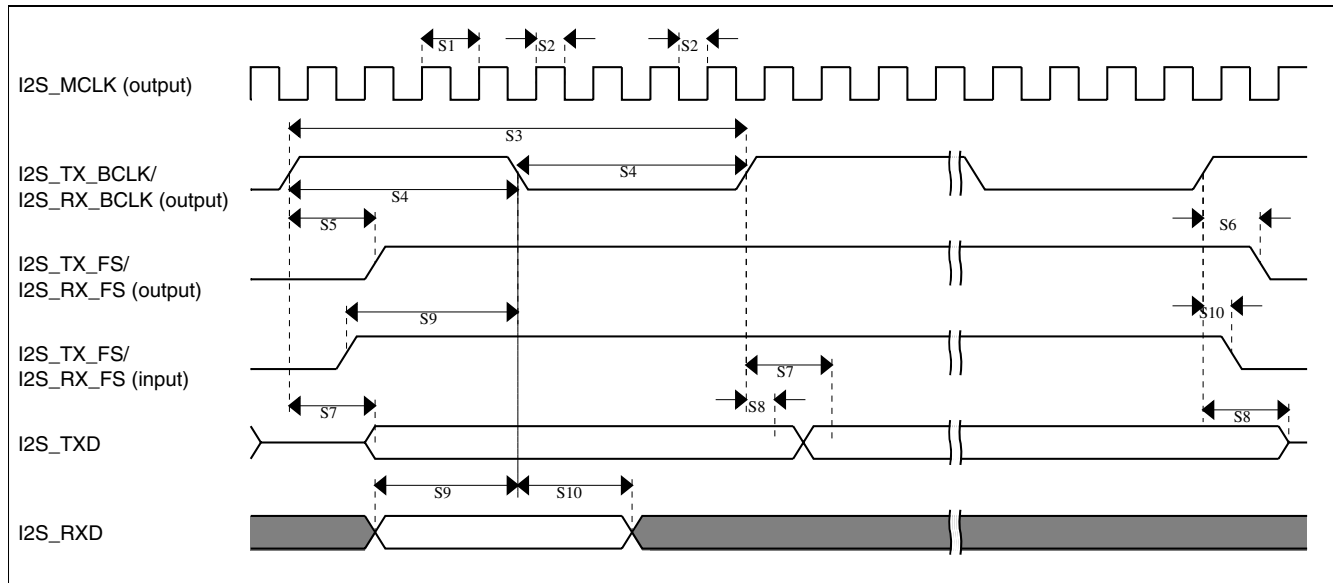 S1 S2 S2
I2S_MCLK (output)
S3
I2S_TX_BCLK/
I2S_RX_BCLK (output)
S4
S4
S5 S6
I2S_TX_FS/
I2S_RX_FS (output)
S9 S10
I2S_TX_FS/
I2S_RX_FS (input)
S7
S7 S8 S8
I2S_TXD
S9 S10
I2S_RXD